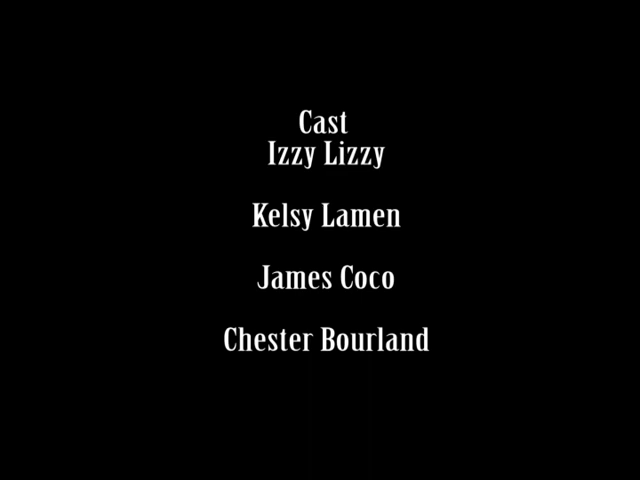 Cast
Izzy Lizzy
Kelsy Lamen
James Coco
Chester Bourland